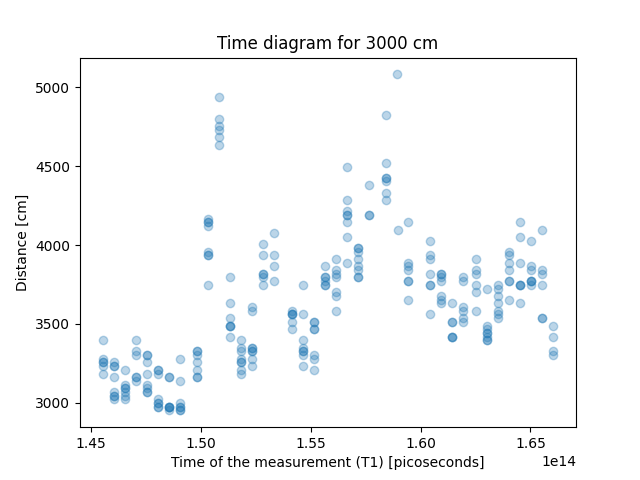 Time diagram for 3000 cm
Distance [cm]
5000
4500
4000
3500
3000
1.45 1.50 1.55 1.60 1.65
1e14
Time of the measurement (T1) [picoseconds]